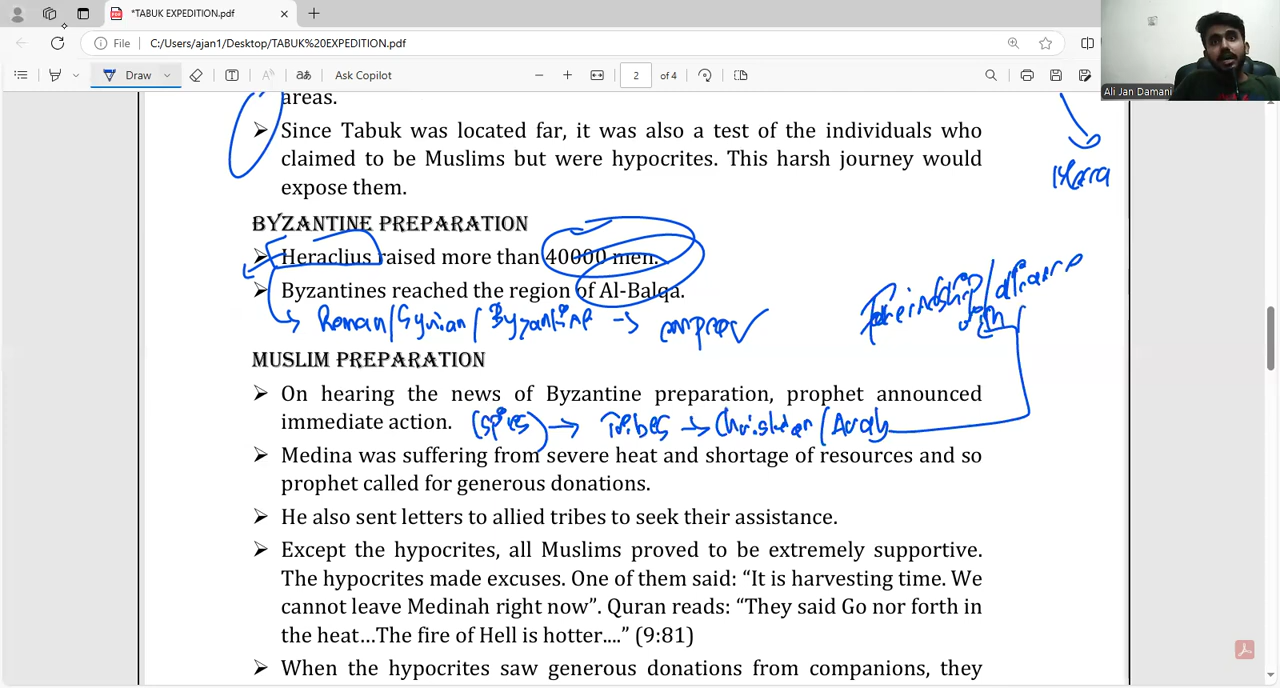 *TABUK EXPEDITION.pdf
File C:/Users/ajan1/Desktop/TABUK%20EXPEDITION.pdf
Draw Ask Copilot 2 of 4
Ali Jan Damani
areas.
➢ Since Tabuk was located far, it was also a test of the individuals who
claimed to be Muslims but were hypocrites. This harsh journey would
expose them.
BYZANTINE PREPARATION
➢ Heraclius raised more than 40000 men.
➢ Byzantines reached the region of Al-Balqa.
Roman/Syrian/Byzantine → emperor
MUSLIM PREPARATION
➢ On hearing the news of Byzantine preparation, prophet announced
immediate action. (spies) → Tribes → Christian/Arab
➢ Medina was suffering from severe heat and shortage of resources and so
prophet called for generous donations.
➢ He also sent letters to allied tribes to seek their assistance.
➢ Except the hypocrites, all Muslims proved to be extremely supportive.
The hypocrites made excuses. One of them said: “It is harvesting time. We
cannot leave Medinah right now”. Quran reads: “They said Go nor forth in
the heat…The fire of Hell is hotter....” (9:81)
➢ When the hypocrites saw generous donations from companions, they